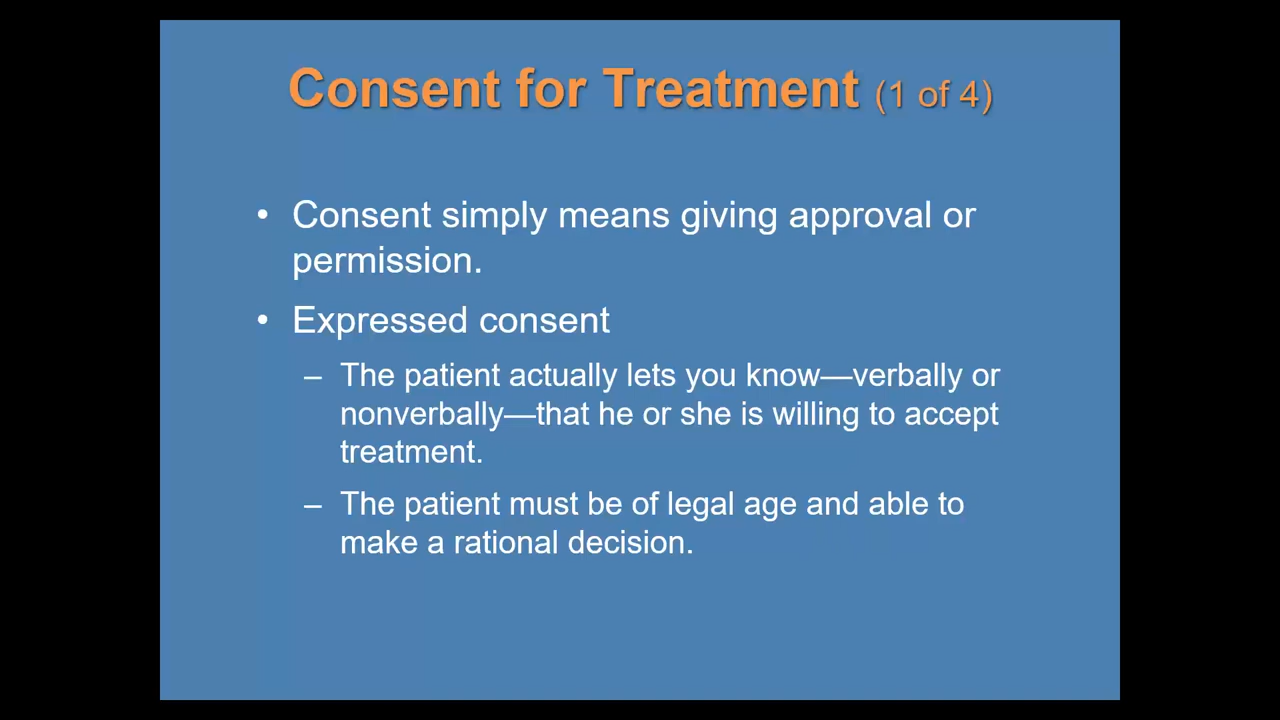 Consent for Treatment (1 of 4)
• Consent simply means giving approval or
permission.
• Expressed consent
– The patient actually lets you know—verbally or
nonverbally—that he or she is willing to accept
treatment.
– The patient must be of legal age and able to
make a rational decision.